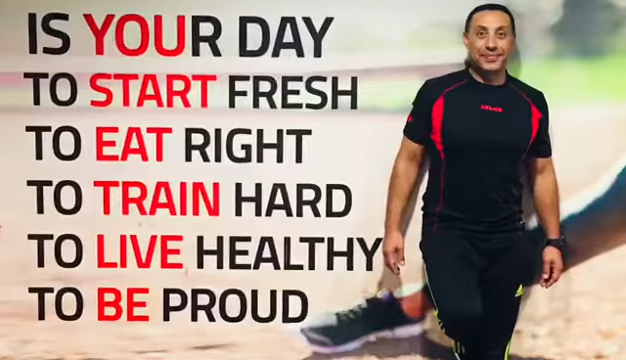 IS YOUR DAY
TO START FRESH
TO EAT RIGHT
TO TRAIN HARD
TO LIVE HEALTHY
TO BE PROUD